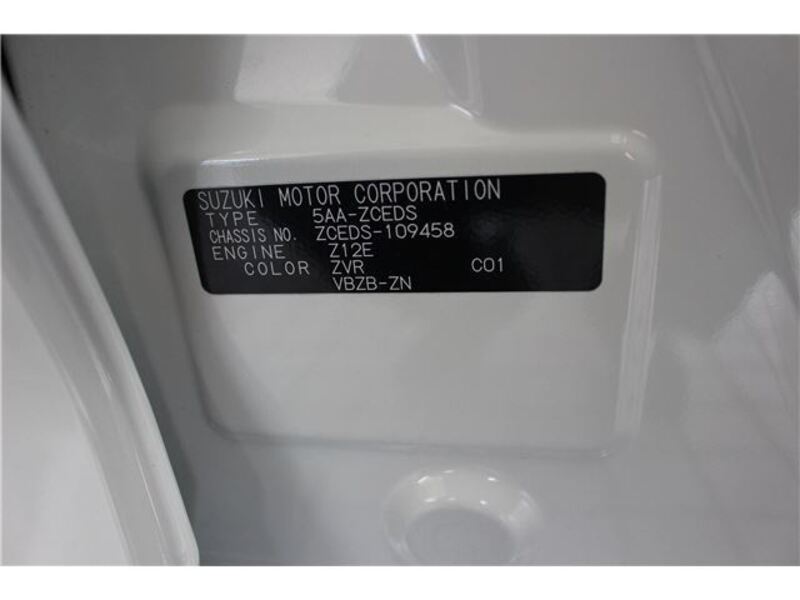 SUZUKI MOTOR CORPORATION
TYPE 5AA-ZCEDS
CHASSIS NO. ZCEDS-109458
ENGINE Z12E
COLOR ZVR C01
VBZB-ZN